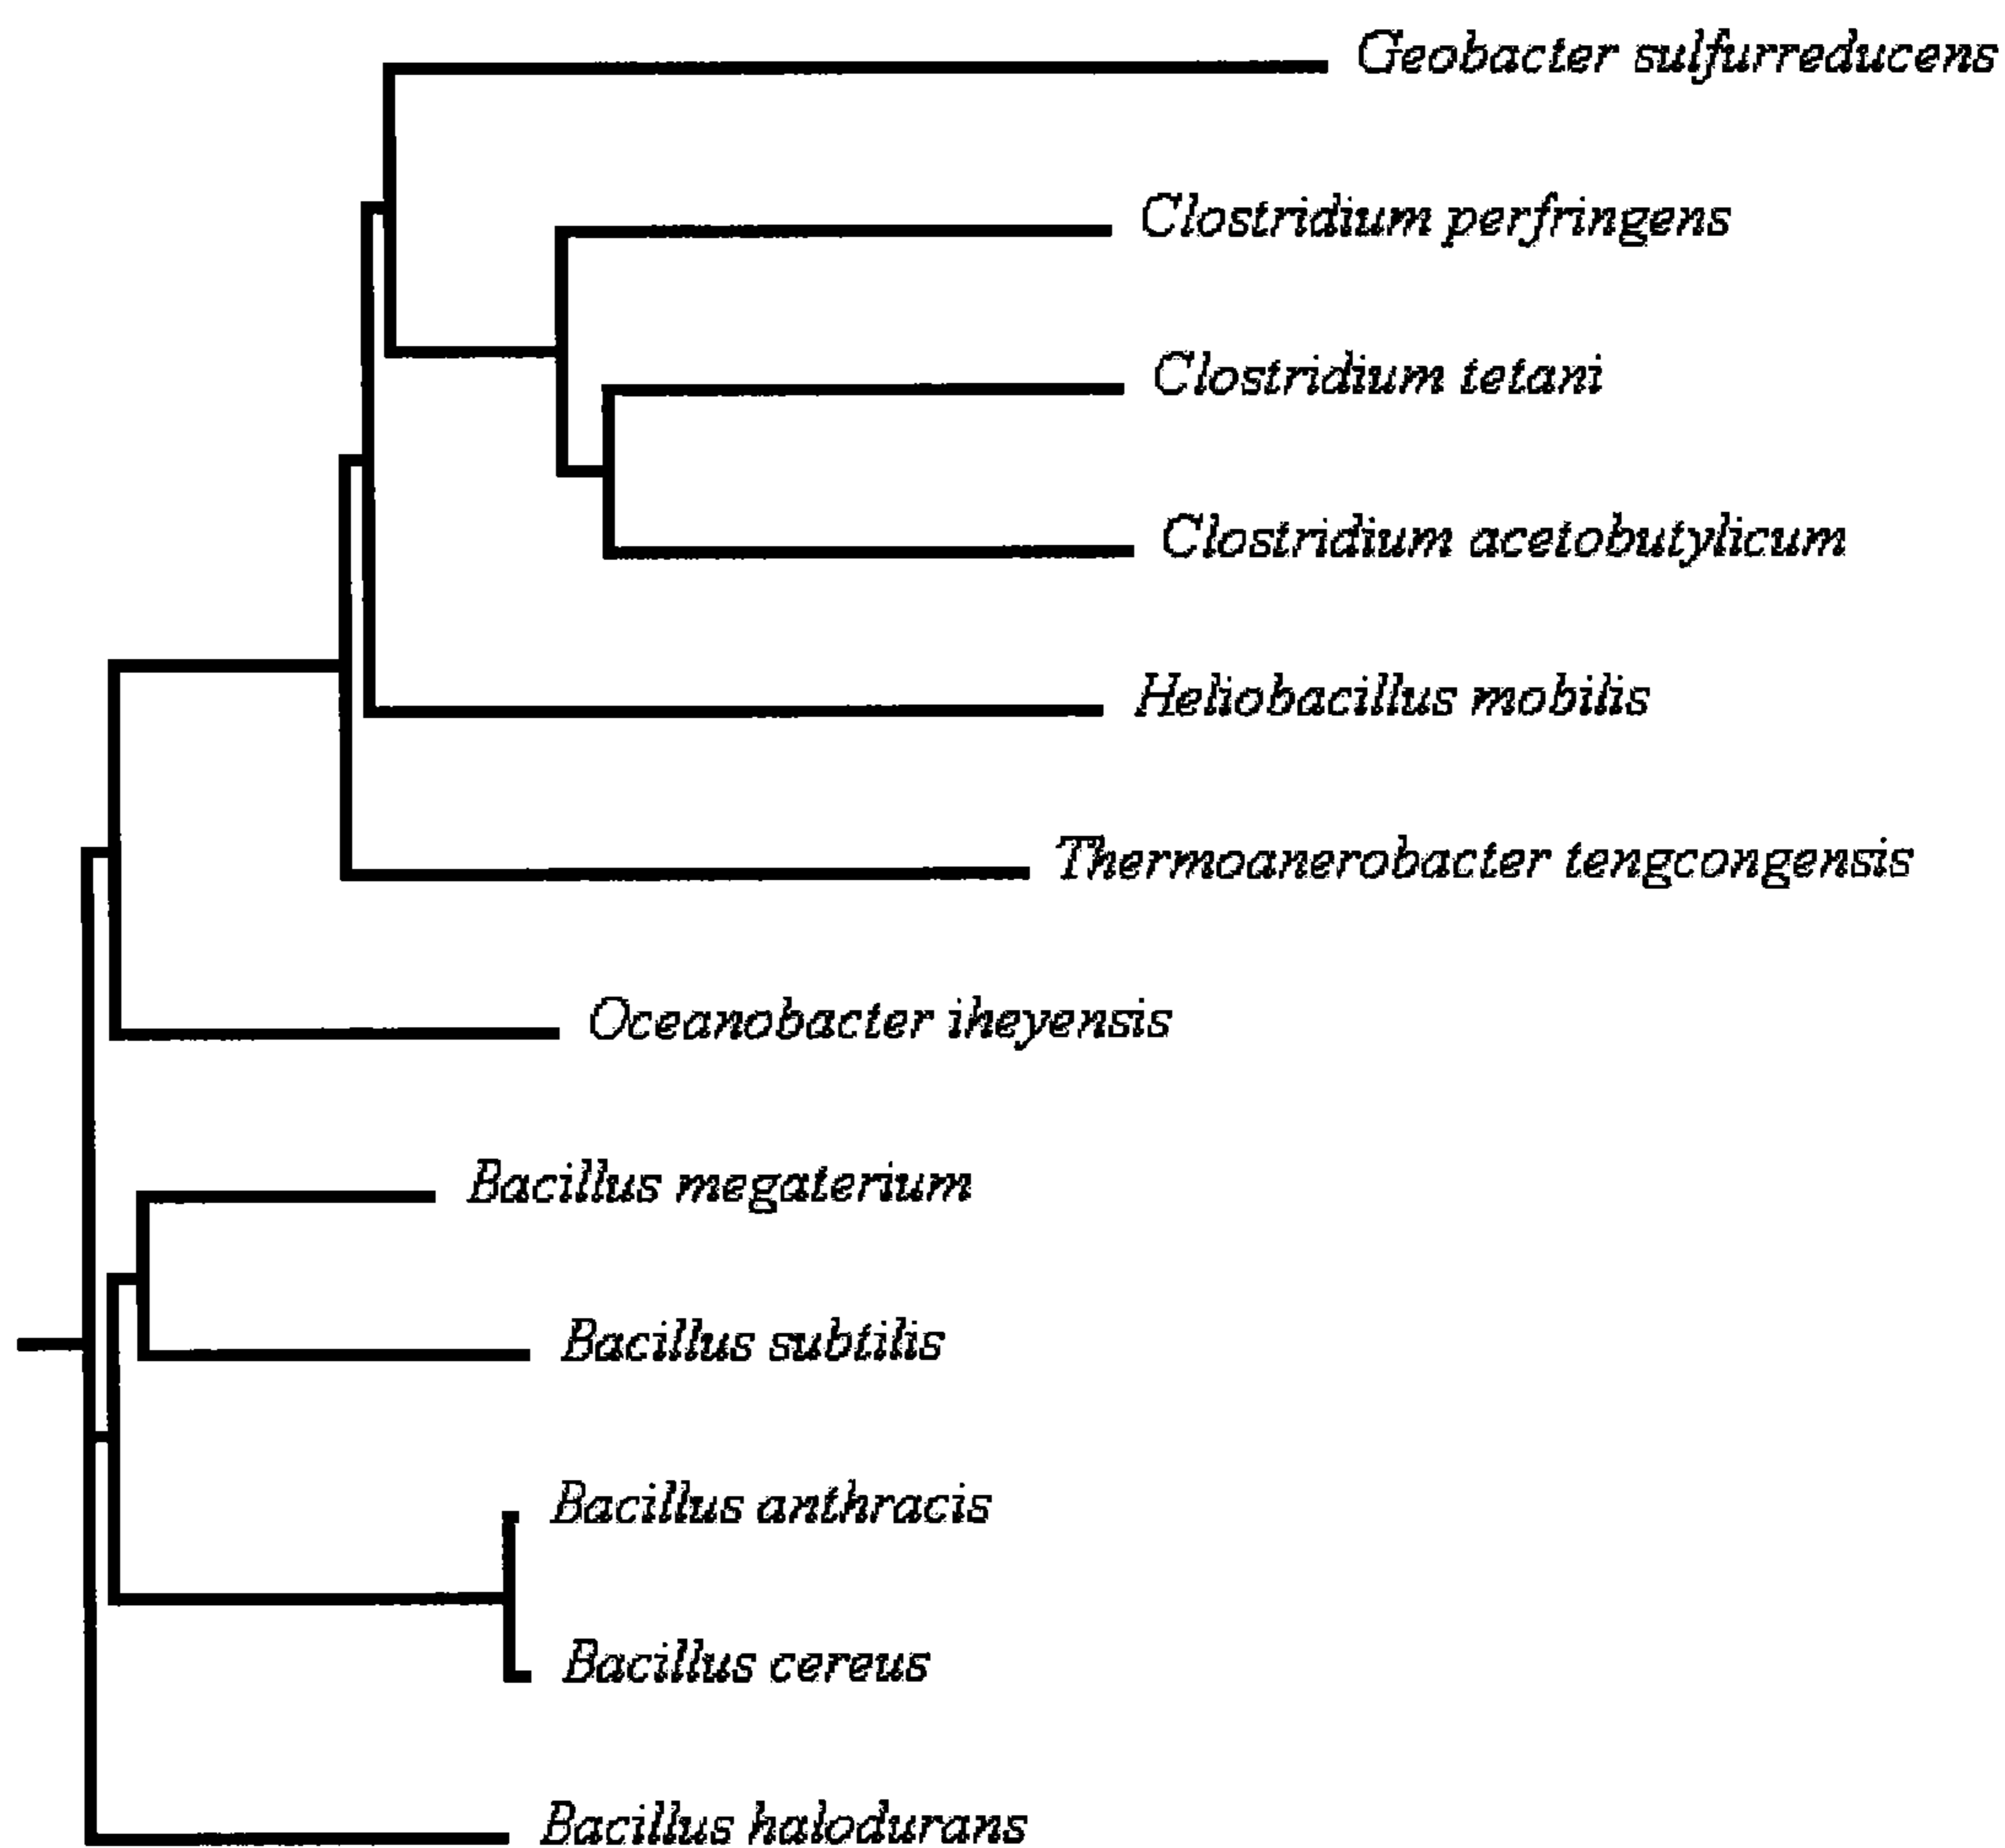 Geobacter sulfurreducens
Clostridium perfringens
Clostridium tetani
Clostridium acetobutylicum
Heliobacillus mobilis
Thermoanerobacter tengcongensis
Oceanobacter iheyensis
Bacillus megaterium
Bacillus subtilis
Bacillus anthracis
Bacillus cereus
Bacillus halodurans